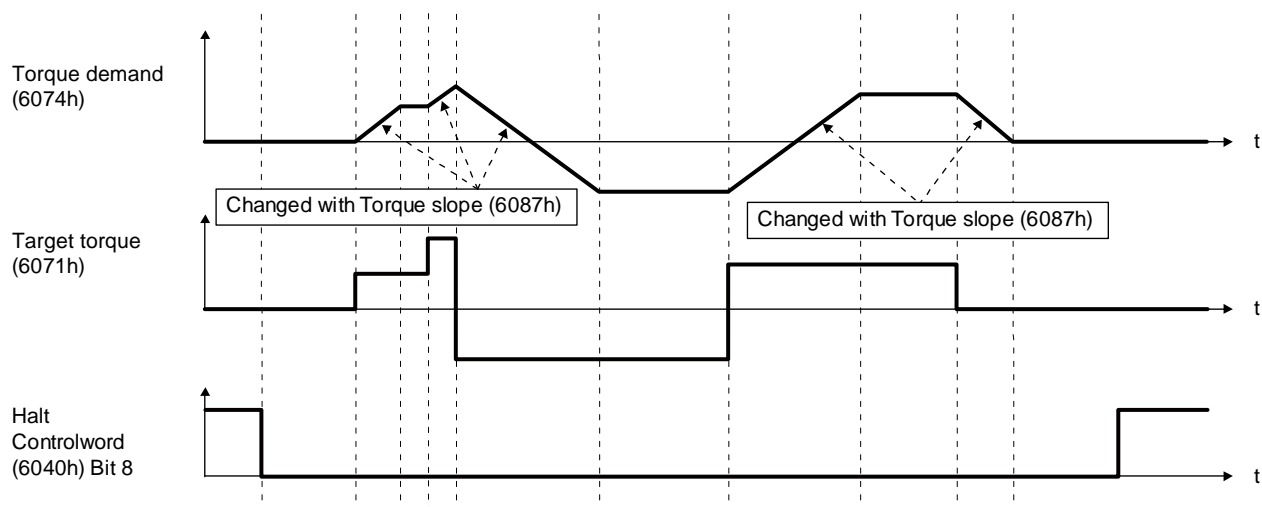 Torque demand
(6074h)
t
Changed with Torque slope (6087h)
Changed with Torque slope (6087h)
Target torque
(6071h)
t
Halt
Controlword
(6040h) Bit 8
t